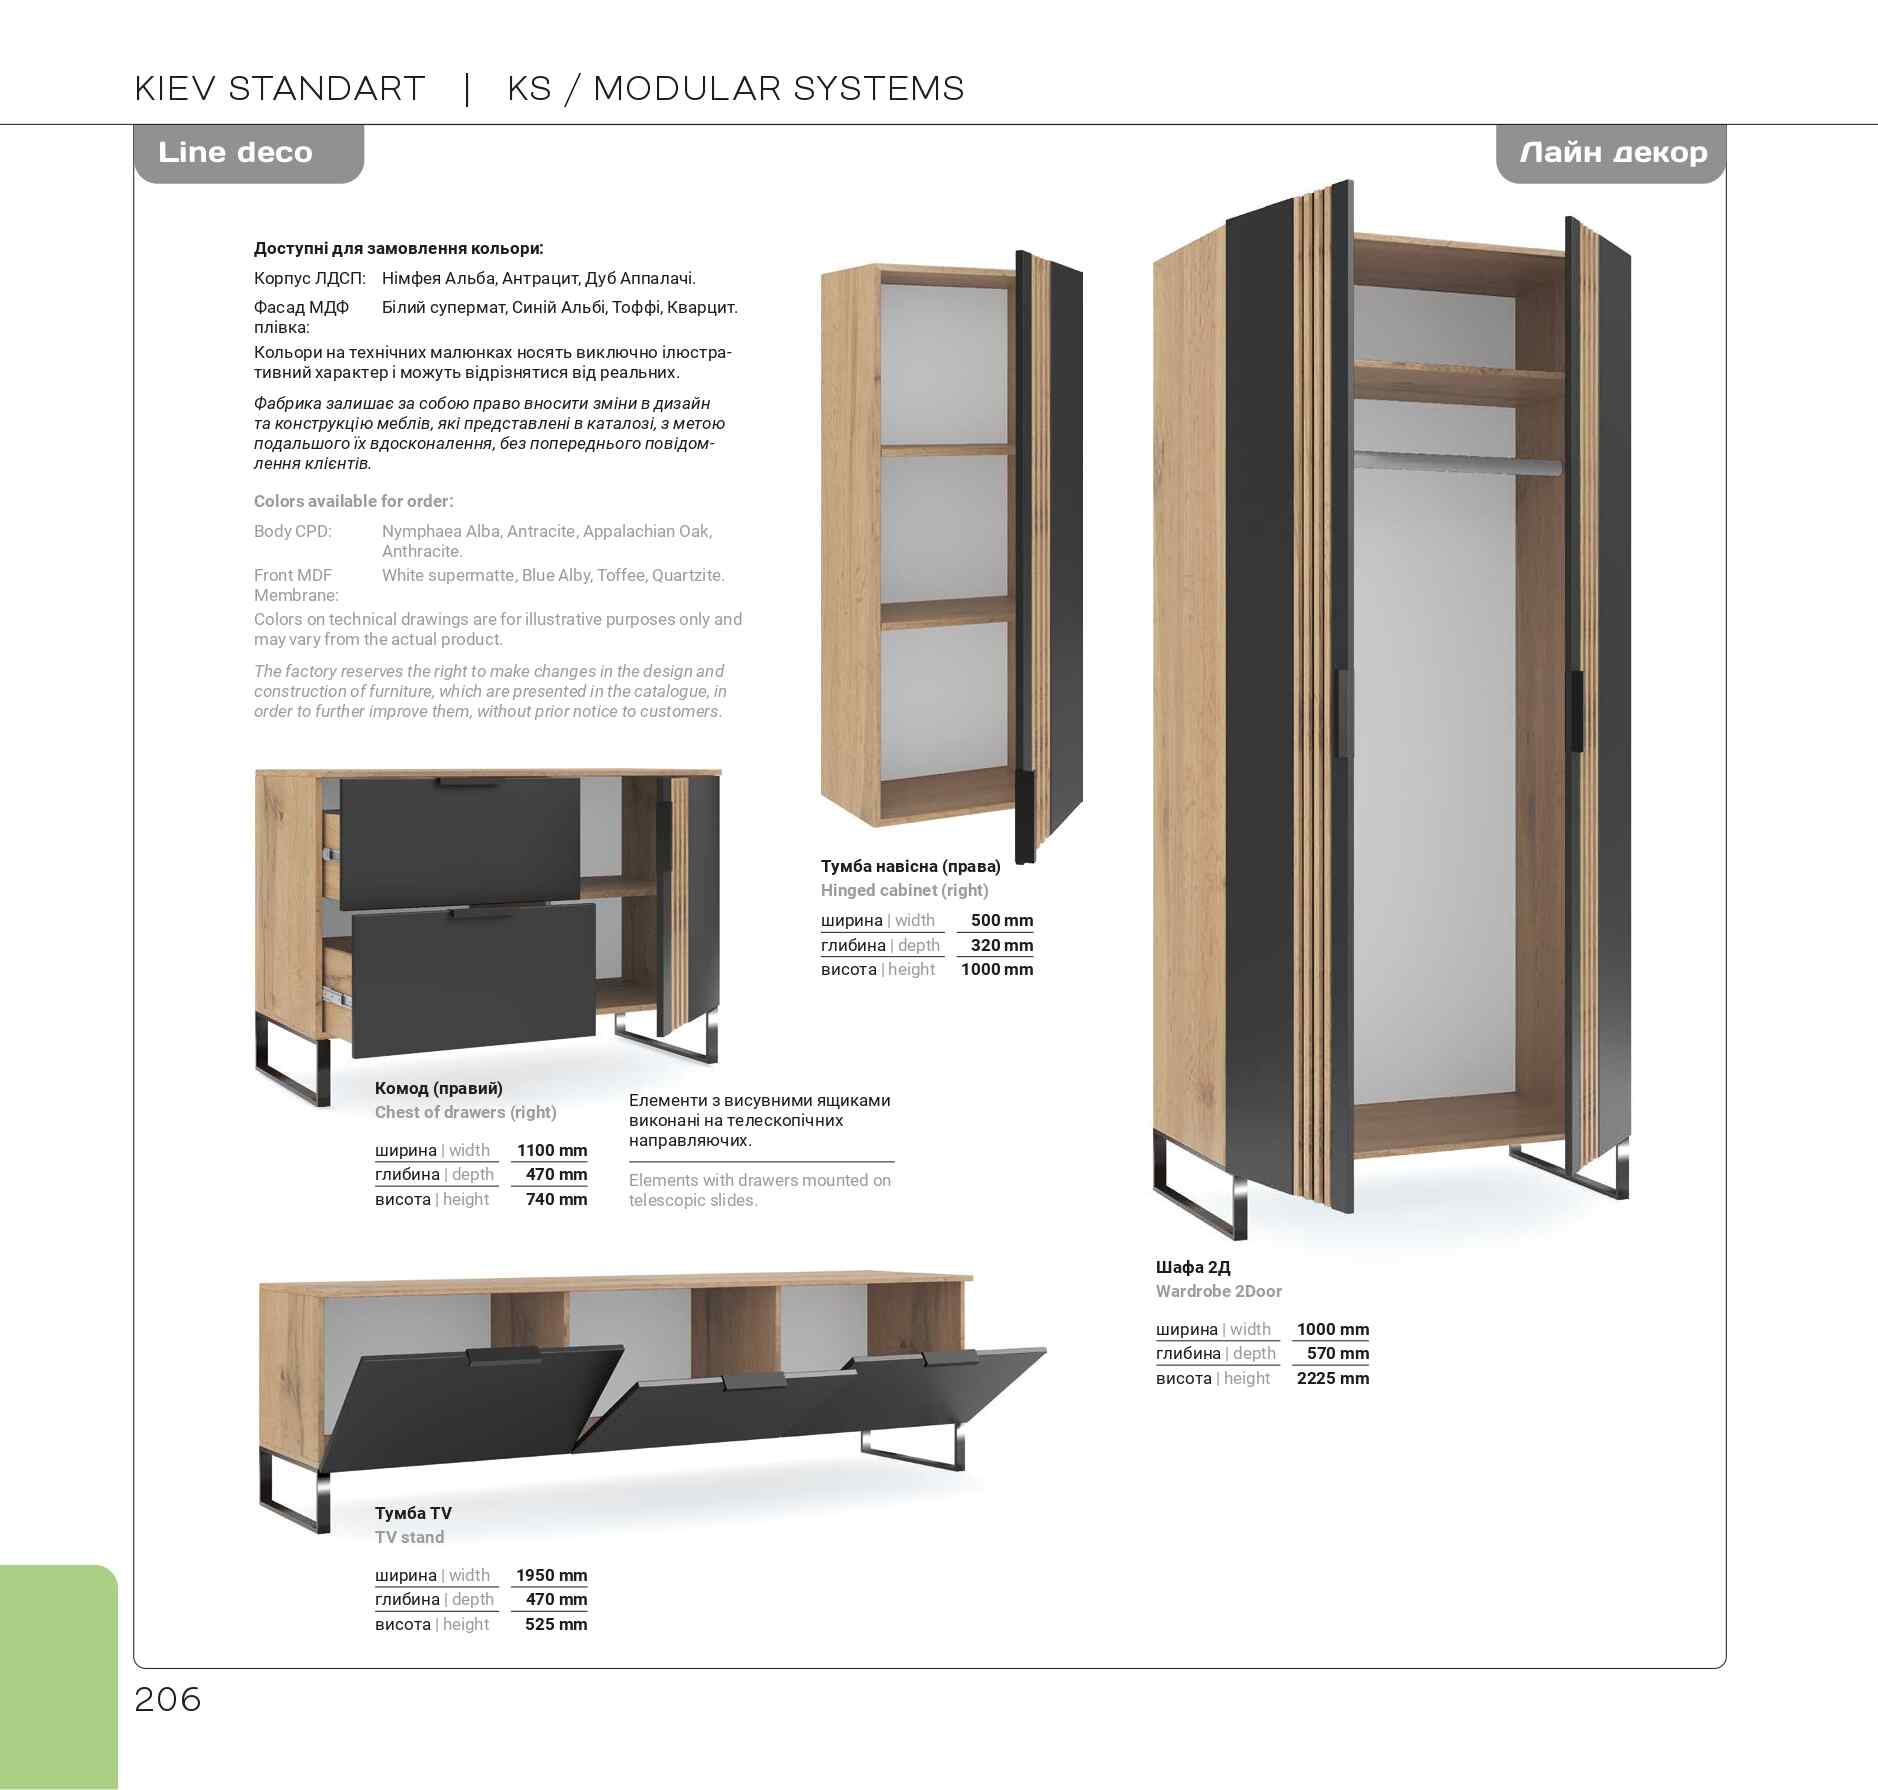 KIEV STANDART | KS / MODULAR SYSTEMS
Line deco
Лайн декор
Доступні для замовлення кольори:
Корпус ЛДСП: Німфея Альба, Антрацит, Дуб Аппалачі.
Фасад МДФ Білий супермат, Синій Альбі, Тоффі, Кварцит.
плівка:
Кольори на технічних малюнках носять виключно ілюстра-
тивний характер і можуть відрізнятися від реальних.
Фабрика залишає за собою право вносити зміни в дизайн
та конструкцію меблів, які представлені в каталозі, з метою
подальшого їх вдосконалення, без попереднього повідом-
лення клієнтів.
Colors available for order:
Body CPD: Nymphaea Alba, Antracite, Appalachian Oak,
Anthracite.
Front MDF White supermatte, Blue Alby, Toffee, Quartzite.
Membrane:
Colors on technical drawings are for illustrative purposes only and
may vary from the actual product.
The factory reserves the right to make changes in the design and
construction of furniture, which are presented in the catalogue, in
order to further improve them, without prior notice to customers.
Тумба навісна (права)
Hinged cabinet (right)
ширина | width 500 mm
глибина | depth 320 mm
висота | height 1000 mm
Комод (правий)
Chest of drawers (right)
ширина | width 1100 mm
глибина | depth 470 mm
висота | height 740 mm
Елементи з висувними ящиками
виконані на телескопічних
направляючих.
Elements with drawers mounted on
telescopic slides.
Шафа 2Д
Wardrobe 2Door
ширина | width 1000 mm
глибина | depth 570 mm
висота | height 2225 mm
Тумба TV
TV stand
ширина | width 1950 mm
глибина | depth 470 mm
висота | height 525 mm
206